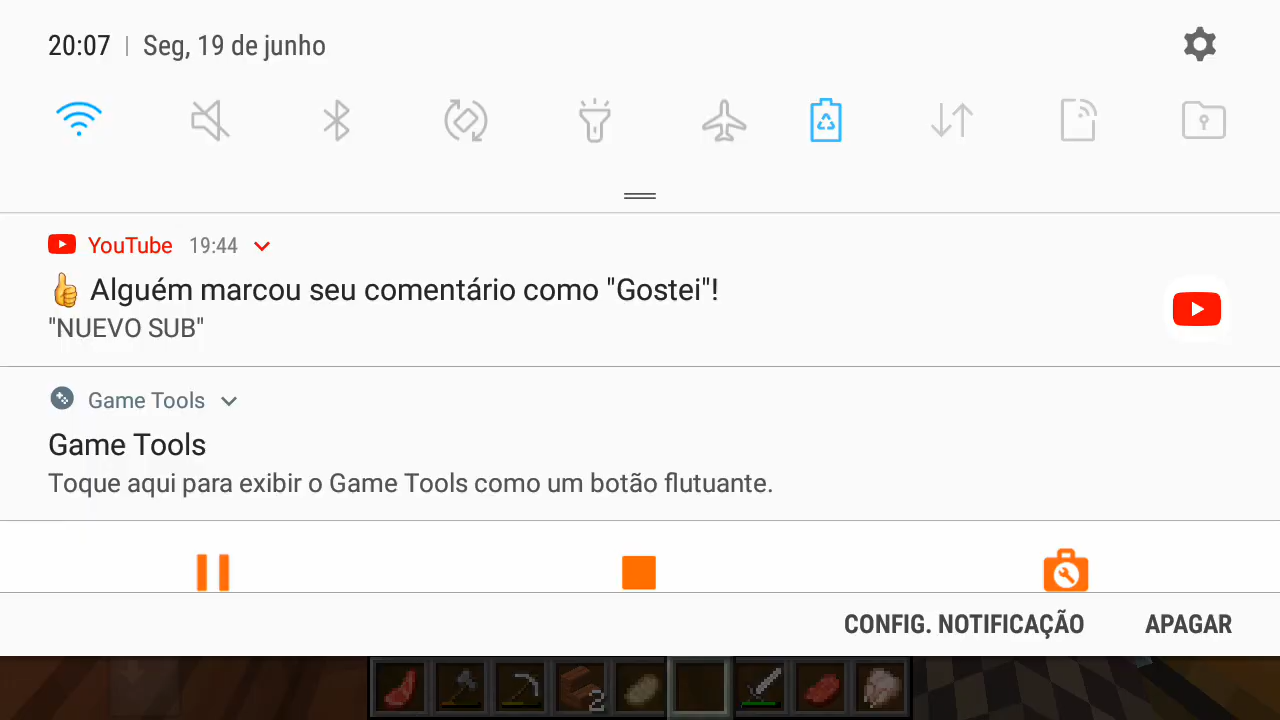 20:07 | Seg, 19 de junho
YouTube 19:44
👍 Alguém marcou seu comentário como "Gostei"!
"NUEVO SUB"
Game Tools
Game Tools
Toque aqui para exibir o Game Tools como um botão flutuante.
CONFIG. NOTIFICAÇÃO APAGAR
2